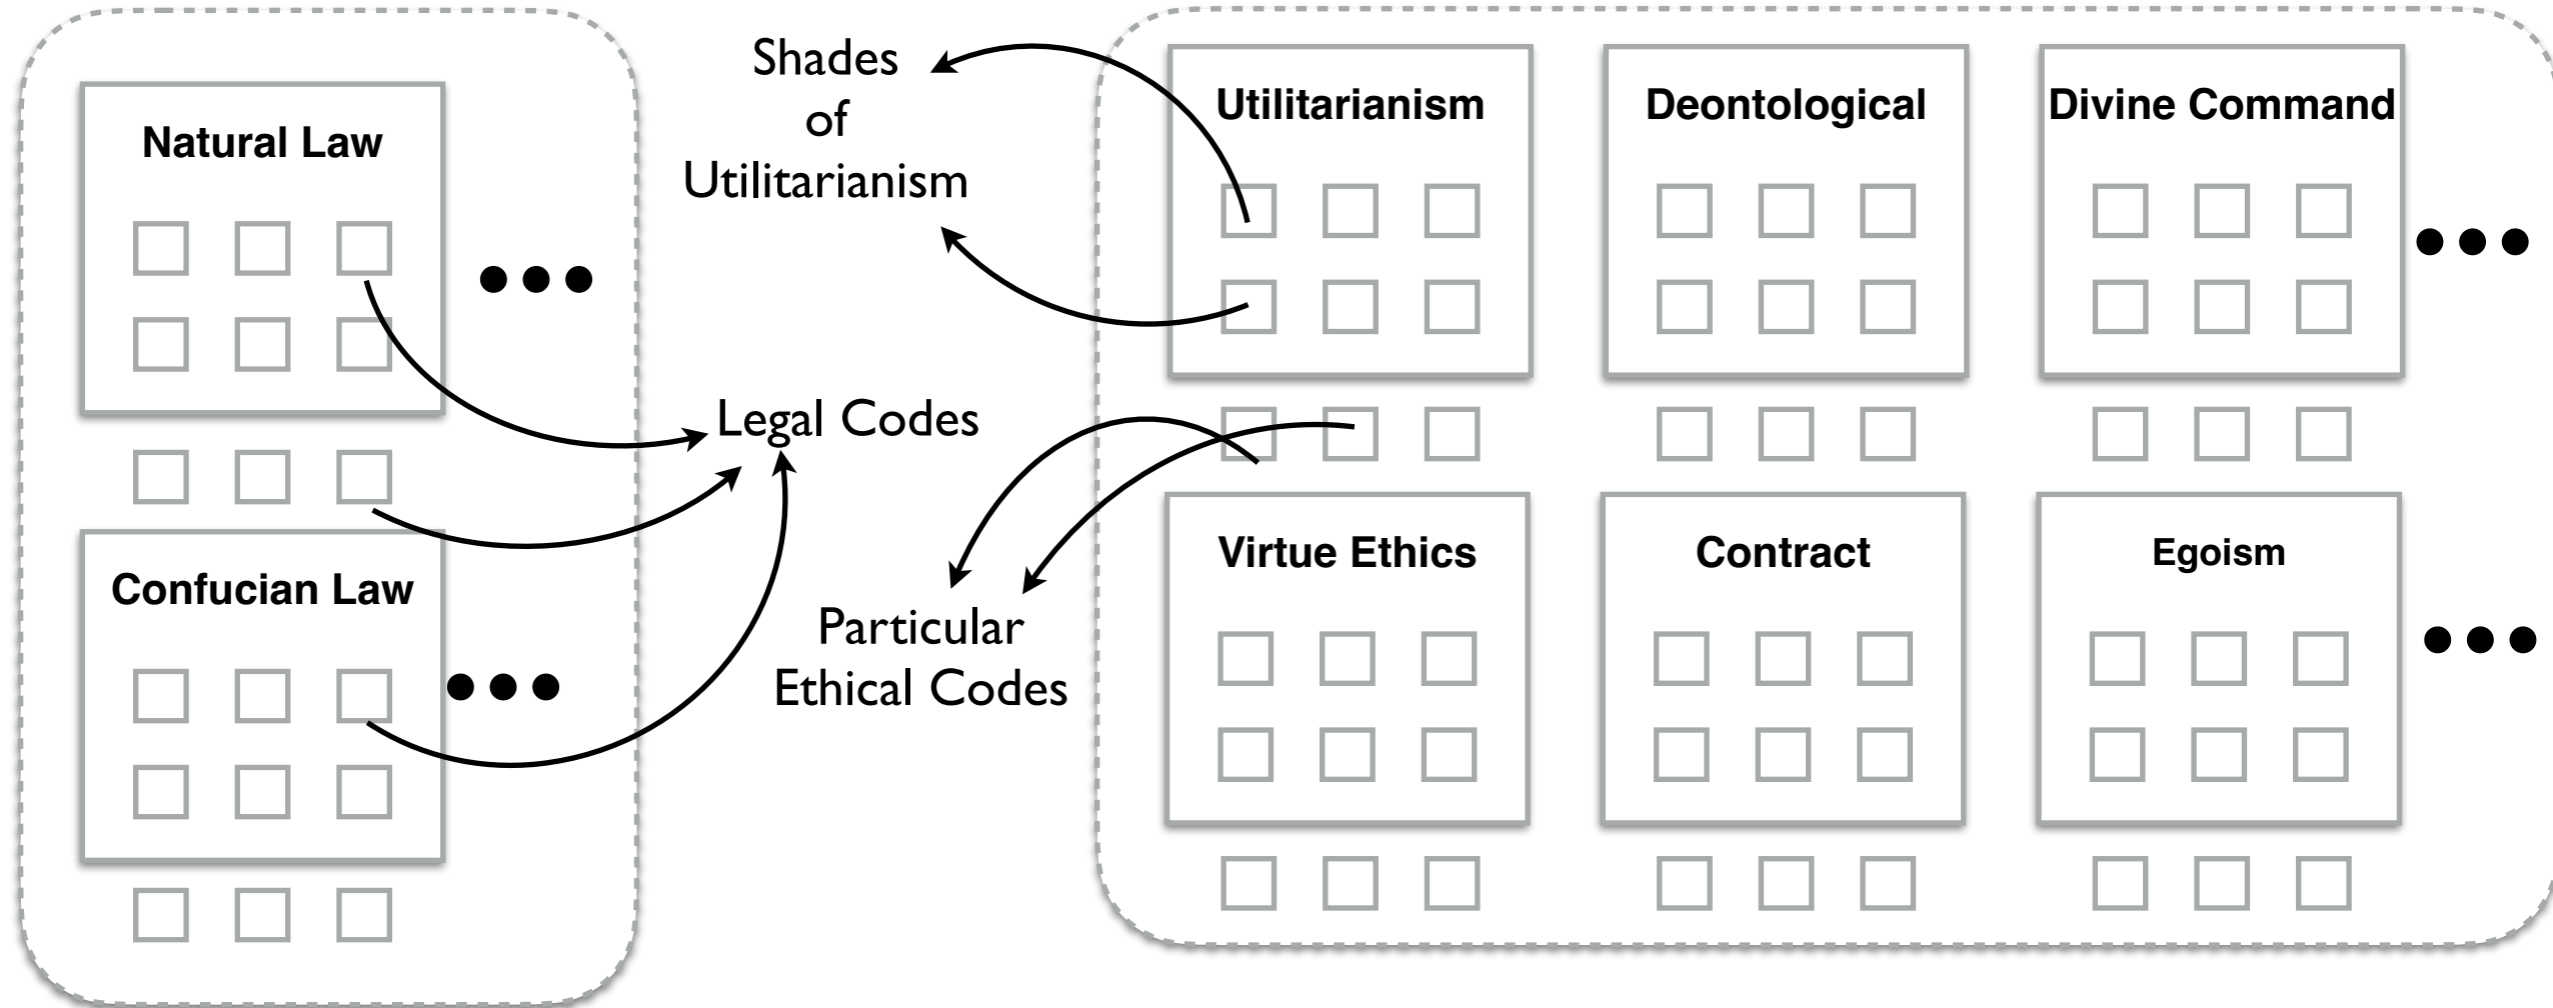 Natural Law
Confucian Law
Shades
of
Utilitarianism
Legal Codes
Particular
Ethical Codes
Utilitarianism
Deontological
Divine Command
Virtue Ethics
Contract
Egoism